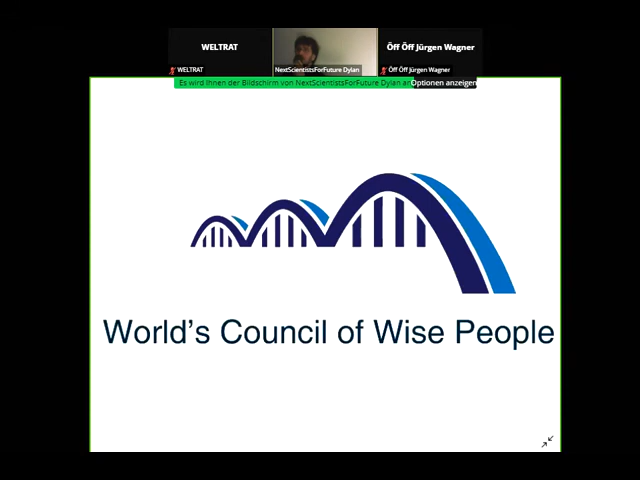 WELTRAT
Öff Öff Jürgen Wagner
WELTRAT
NextScientistsForFuture Dylan
Öff Öff Jürgen Wagner
Es wird Ihnen der Bildschirm von NextScientistsForFuture Dylan an
Optionen anzeigen
World's Council of Wise People